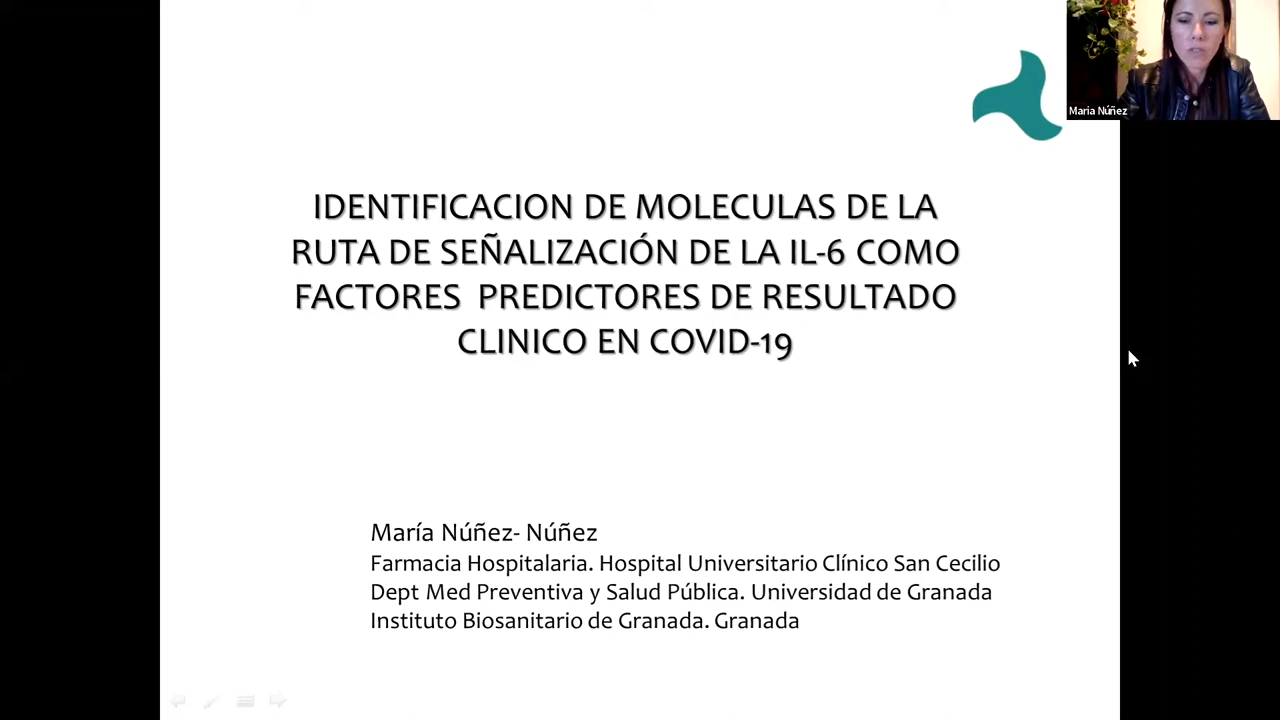 Maria Núñez
IDENTIFICACION DE MOLECULAS DE LA
RUTA DE SEÑALIZACIÓN DE LA IL-6 COMO
FACTORES PREDICTORES DE RESULTADO
CLINICO EN COVID-19
María Núñez- Núñez
Farmacia Hospitalaria. Hospital Universitario Clínico San Cecilio
Dept Med Preventiva y Salud Pública. Universidad de Granada
Instituto Biosanitario de Granada. Granada